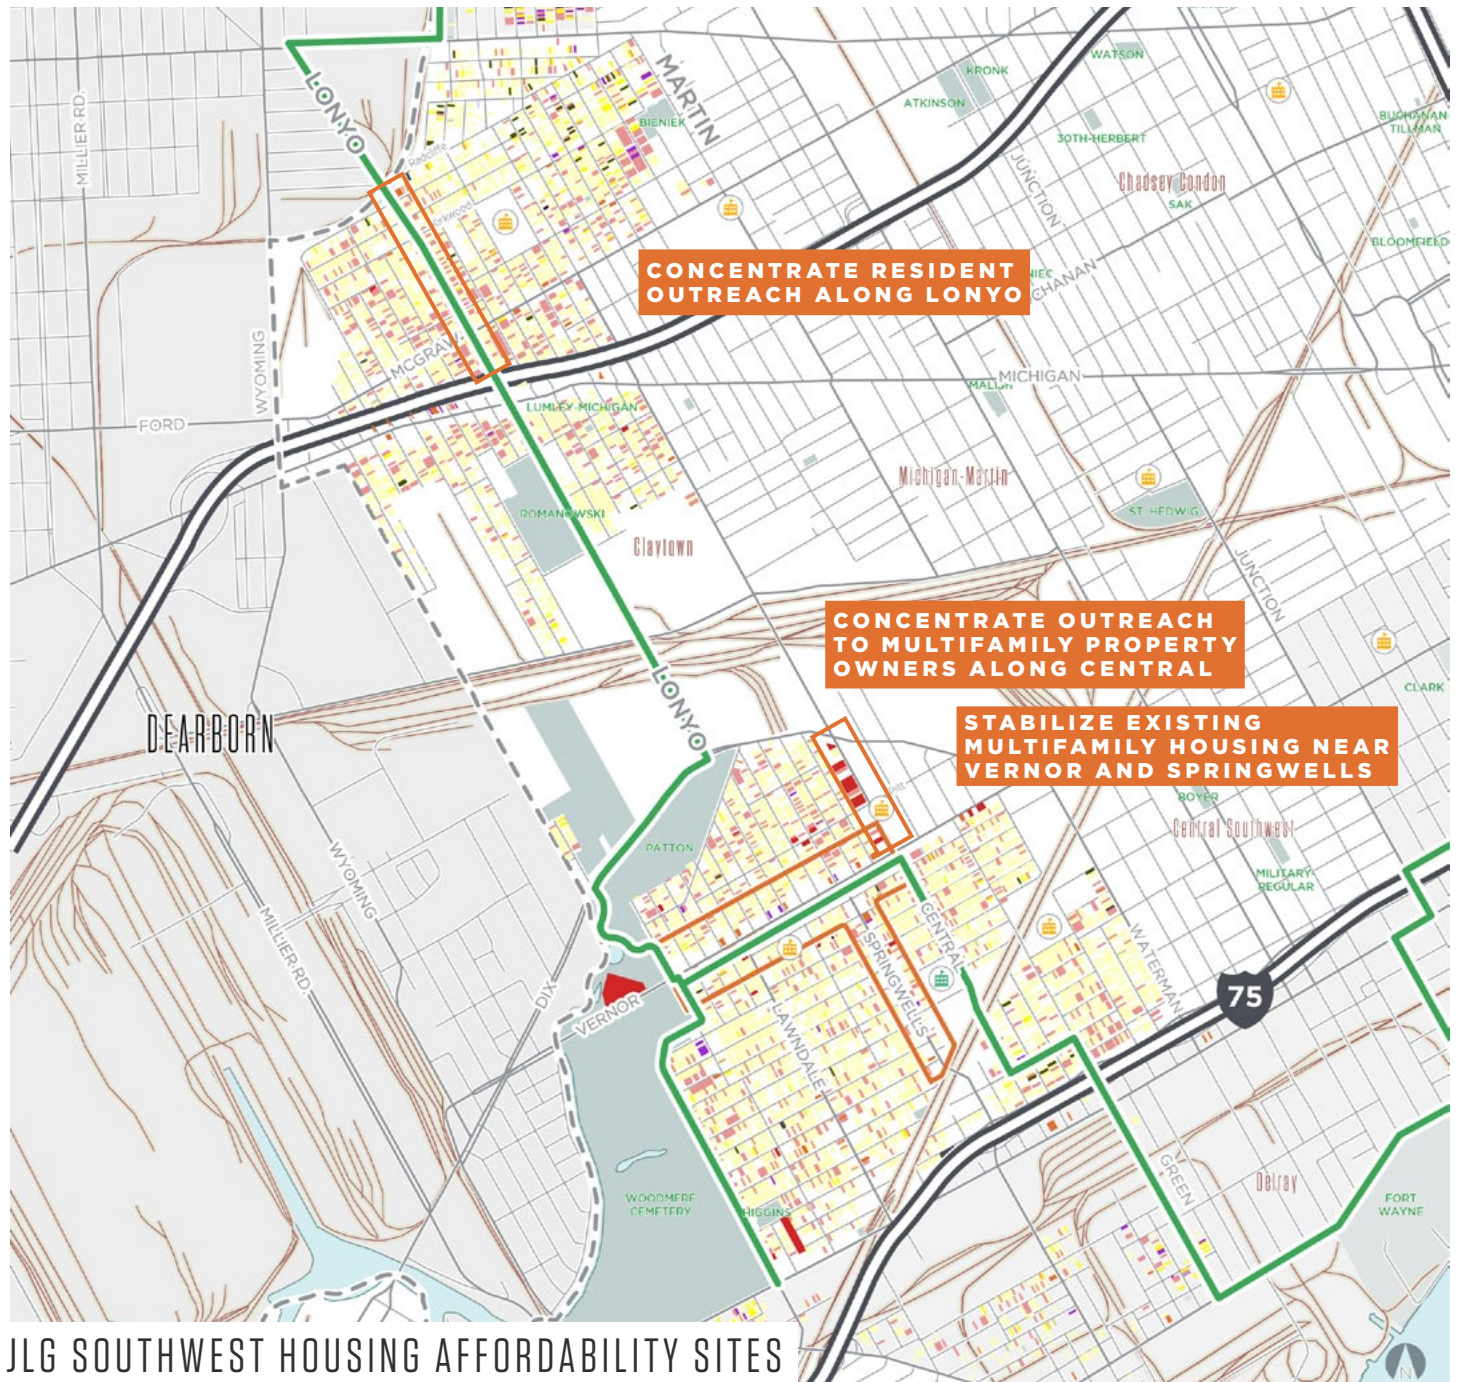 LONYO
MARTIN
BIENIEK
Radcliffe
Kirkwood
MILLIER RD.
KRONK
WATSON
ATKINSON
30TH-HERBERT
BUCHANAN-
TILLMAN
JUNCTION
Chadsey Condon
SAK
BLOOMFIELD
CONCENTRATE RESIDENT
OUTREACH ALONG LONYO
CHANAN
WYOMING
MCGRAW
FORD
MICHIGAN
LUMLEY-MICHIGAN
Michigan-Martin
ST. HEDWIG
ROMANOWSKI
Claytown
JUNCTION
CONCENTRATE OUTREACH
TO MULTIFAMILY PROPERTY
OWNERS ALONG CENTRAL
CLARK
LONYO
DEARBORN
STABILIZE EXISTING
MULTIFAMILY HOUSING NEAR
VERNOR AND SPRINGWELLS
BOYER
Central Southwest
PATTON
MILITARY-
REGULAR
WYOMING
MILLIER RD.
DIX
VERNOR
SPRINGWELLS
CENTRAL
WATERMAN
75
LAWNDALE
WOODMERE
CEMETERY
HIGGINS
GREEN
Delray
FORT
WAYNE
JLG SOUTHWEST HOUSING AFFORDABILITY SITES
N